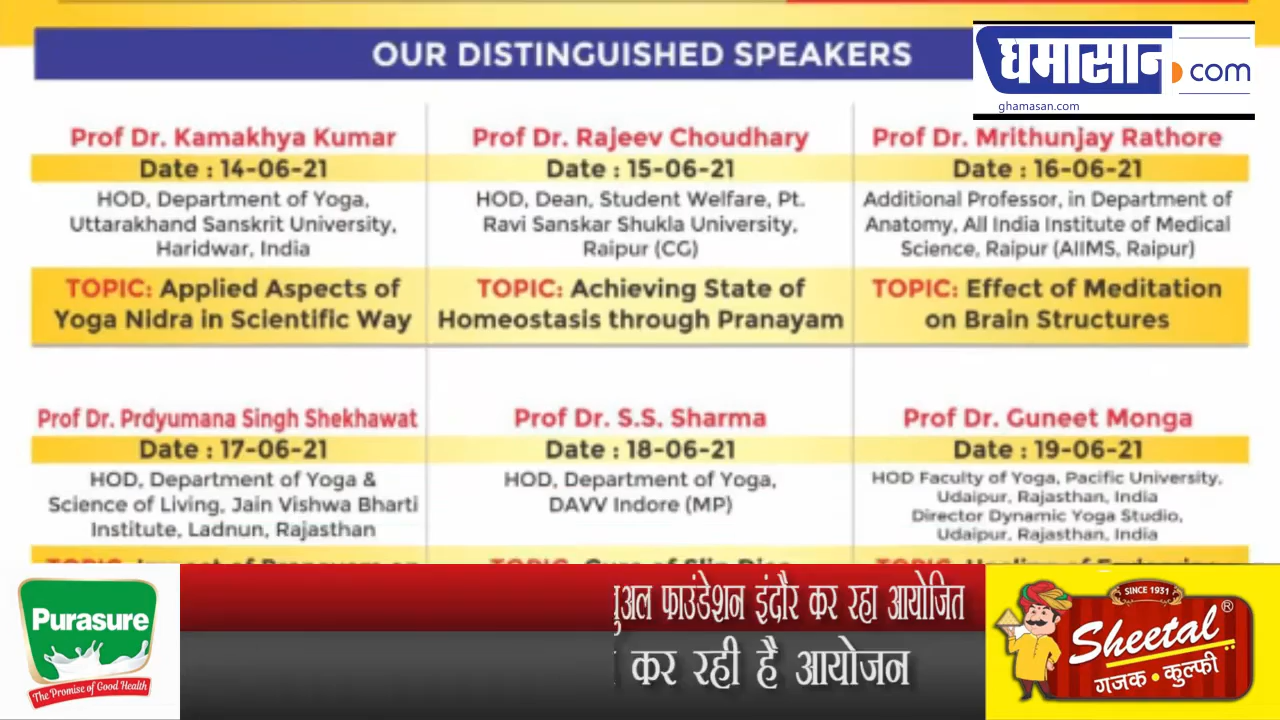 OUR DISTINGUISHED SPEAKERS
घमासान.com
ghamasan.com
Prof Dr. Kamakhya Kumar
Date : 14-06-21
HOD, Department of Yoga,
Uttarakhand Sanskrit University,
Haridwar, India
TOPIC: Applied Aspects of
Yoga Nidra in Scientific Way
Prof Dr. Rajeev Choudhary
Date : 15-06-21
HOD, Dean, Student Welfare, Pt.
Ravi Sanskar Shukla University,
Raipur (CG)
TOPIC: Achieving State of
Homeostasis through Pranayam
Prof Dr. Mrithunjay Rathore
Date : 16-06-21
Additional Professor, in Department of
Anatomy, All India Institute of Medical
Science, Raipur (AIIMS, Raipur)
TOPIC: Effect of Meditation
on Brain Structures
Prof Dr. Prdyumana Singh Shekhawat
Date : 17-06-21
HOD, Department of Yoga &
Science of Living, Jain Vishwa Bharti
Institute, Ladnun, Rajasthan
Prof Dr. S.S. Sharma
Date : 18-06-21
HOD, Department of Yoga,
DAVV Indore (MP)
Prof Dr. Guneet Monga
Date : 19-06-21
HOD Faculty of Yoga, Pacific University,
Udaipur, Rajasthan, India
Director Dynamic Yoga Studio,
Udaipur, Rajasthan, India
फाउंडेशन इंदौर कर रहा आयोजित
कर रही हैं आयोजन
Purasure
The Promise of Good Health
SINCE 1931
Sheetal®
गजक • कुल्फी